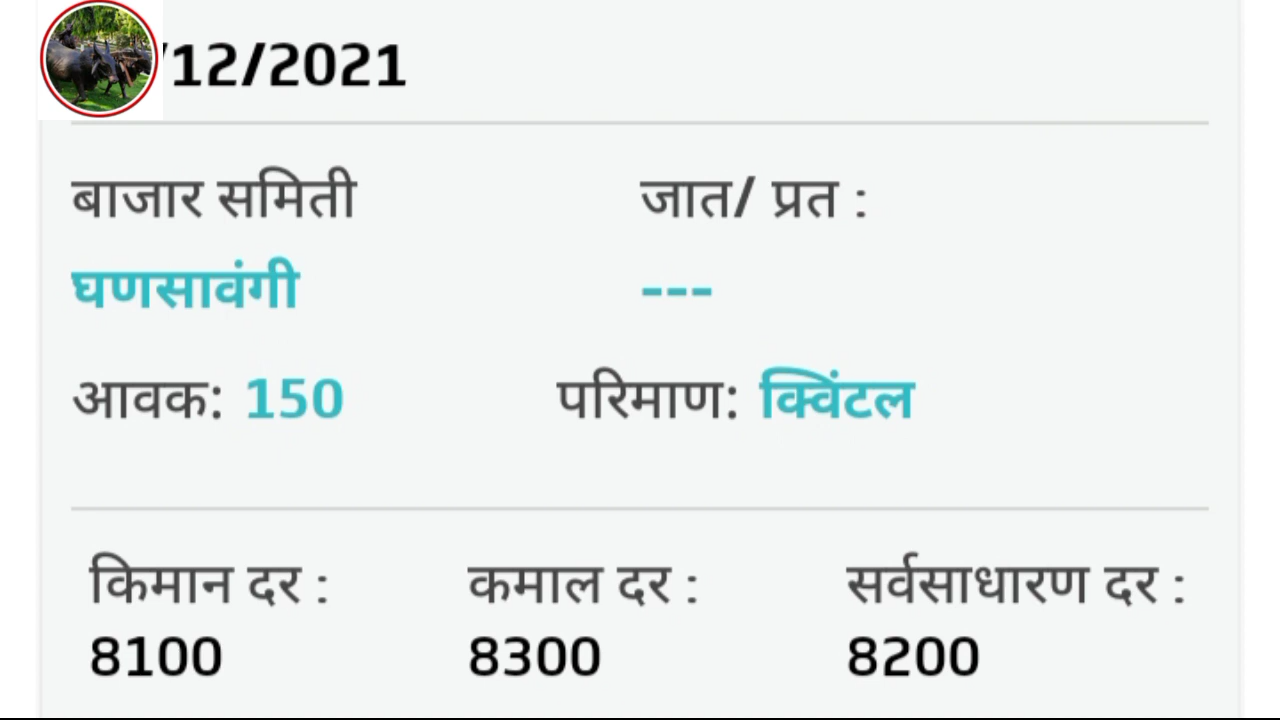 /12/2021
बाजार समिती जात/ प्रत :
घणसावंगी ---
आवक: 150 परिमाण: क्विंटल
किमान दर : कमाल दर : सर्वसाधारण दर :
8100 8300 8200